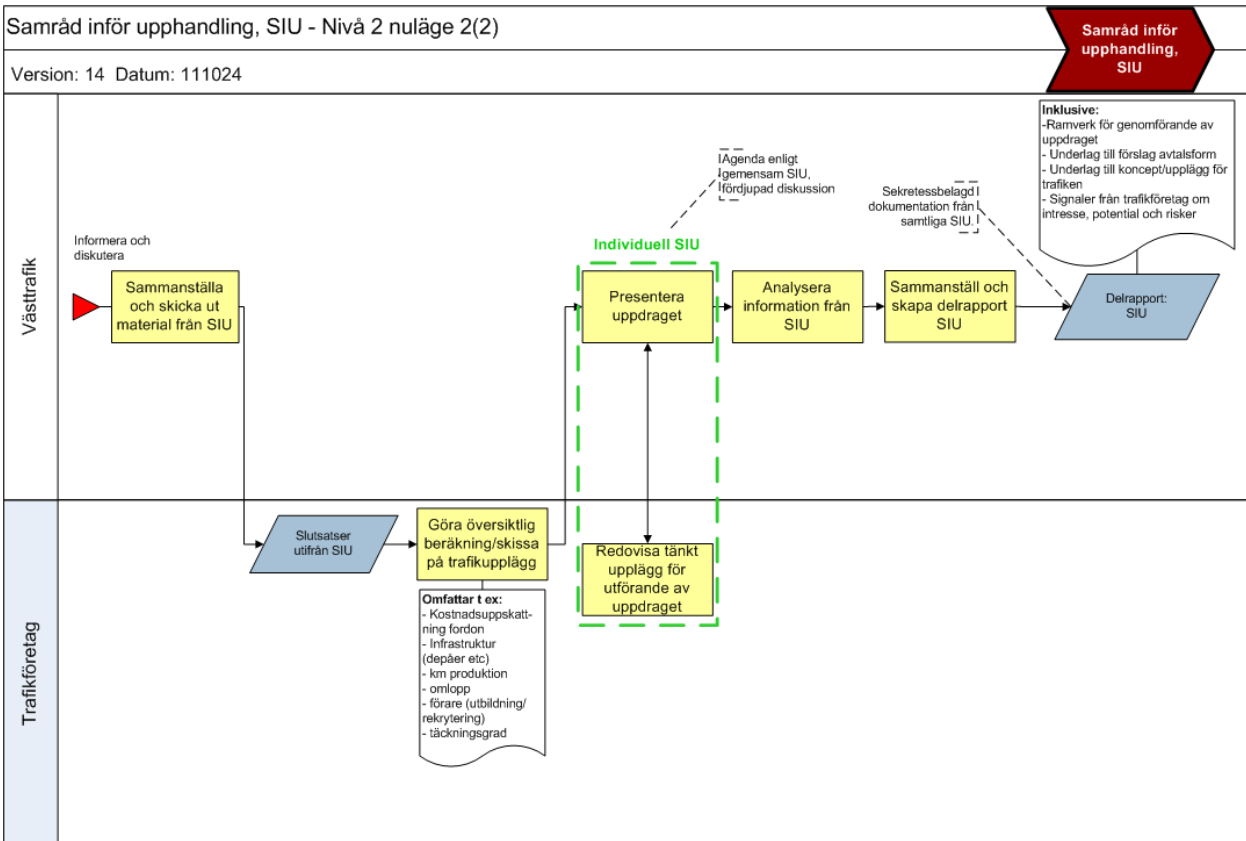 Samråd inför upphandling, SIU - Nivå 2 nuläge 2(2)
Samråd inför
upphandling,
SIU
Version: 14 Datum: 111024
Västtrafik
Informera och
diskutera
Sammanställa
och skicka ut
material från SIU
Individuell SIU
Agenda enligt
gemensam SIU,
fördjupad diskussion
Presentera
uppdraget
Analysera
information från
SIU
Sammanställ och
skapa delrapport
SIU
Sekretessbelagd
dokumentation från
samtliga SIU.
Inklusive:
-Ramverk för genomförande av
uppdraget
- Underlag till förslag avtalsform
- Underlag till koncept/upplägg för
trafiken
- Signaler från trafikföretag om
intresse, potential och risker
Delrapport:
SIU
Trafikföretag
Slutsatser
utifrån SIU
Göra översiktlig
beräkning/skissa
på trafikupplägg
Omfattar t ex:
- Kostnadsuppskatt-
ning fordon
- Infrastruktur
(depåer etc)
- km produktion
- omlopp
- förare (utbildning/
rekrytering)
- täckningsgrad
Redovisa tänkt
upplägg för
utförande av
uppdraget